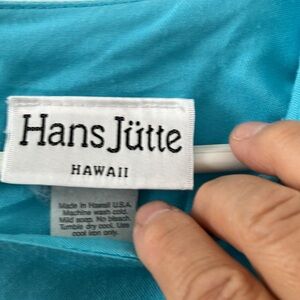 Hans Jütte
HAWAII
Made in Hawaii U.S.A.
Machine wash cold.
Mild soap. No bleach.
Tumble dry cool. Use
cool iron only.